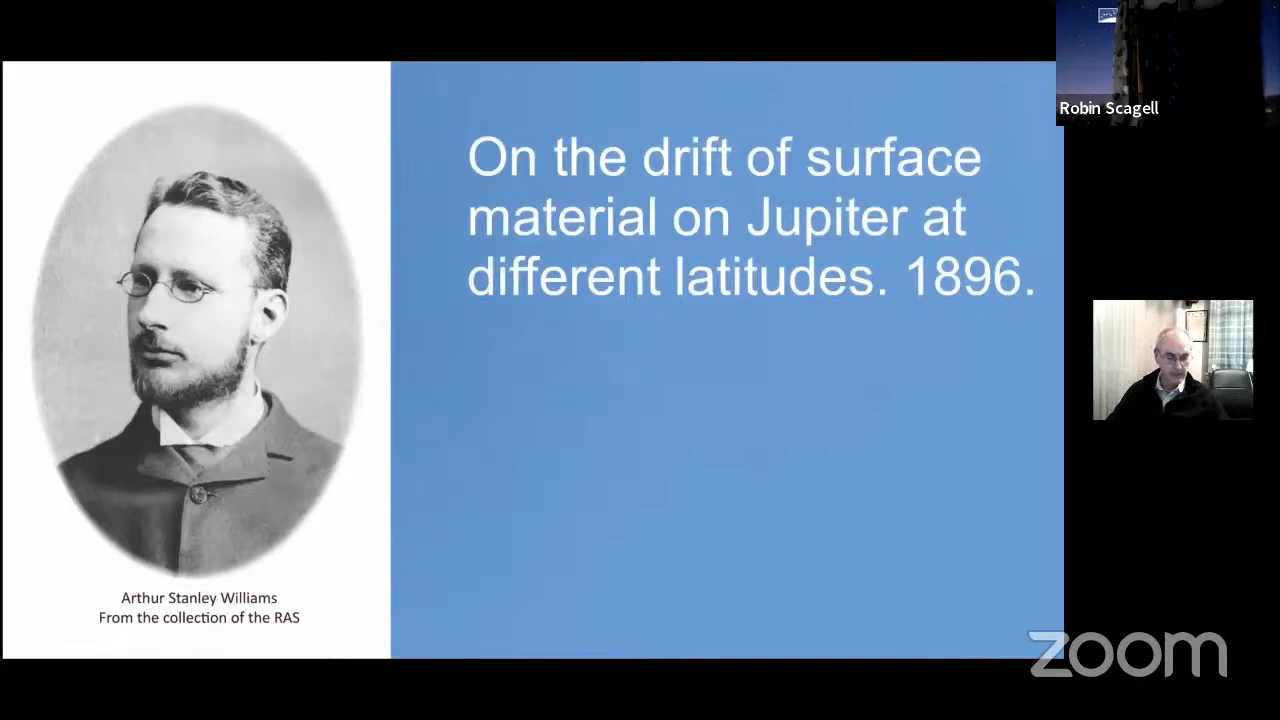 On the drift of surface
material on Jupiter at
different latitudes. 1896.
Arthur Stanley Williams
From the collection of the RAS
Robin Scagell
zoom